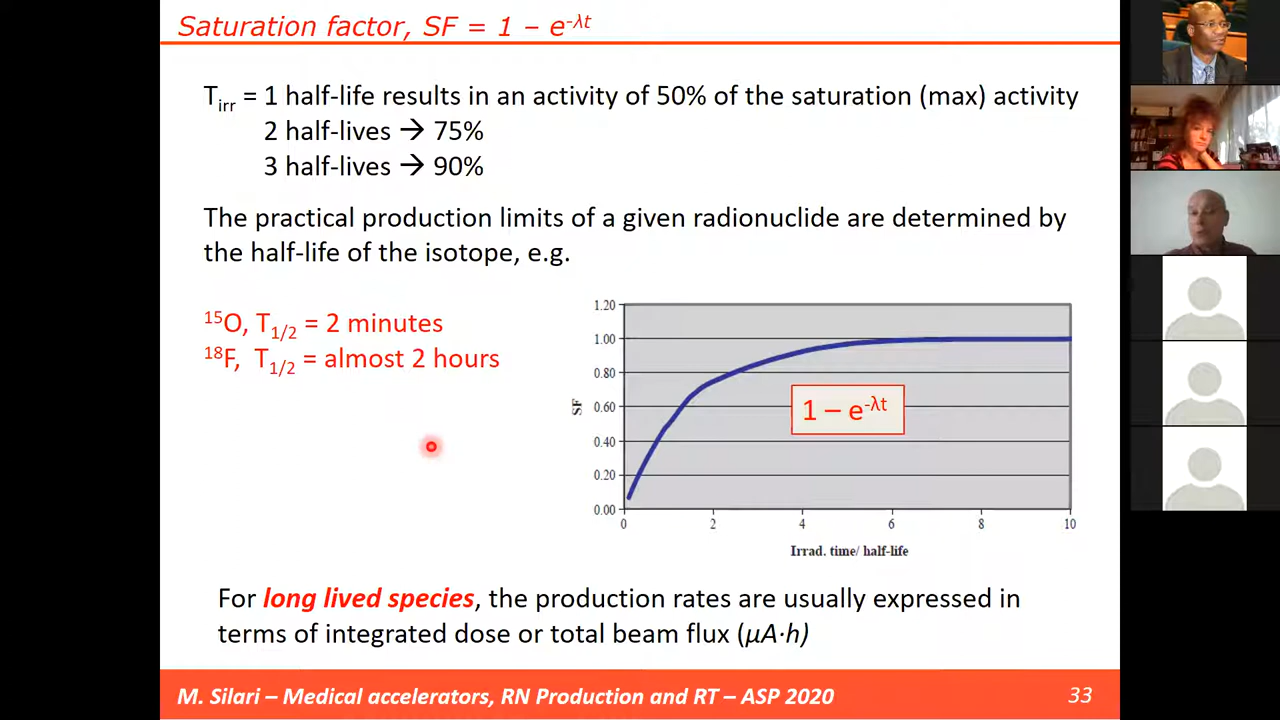 Saturation factor, SF = 1 – e-λt
Tirr = 1 half-life results in an activity of 50% of the saturation (max) activity
2 half-lives → 75%
3 half-lives → 90%
The practical production limits of a given radionuclide are determined by
the half-life of the isotope, e.g.
15O, T1/2 = 2 minutes
18F, T1/2 = almost 2 hours
1.20
1.00
0.80
0.60
0.40
0.20
0.00
SF
1 – e-λt
0 2 4 6 8 10
Irrad. time/ half-life
For long lived species, the production rates are usually expressed in
terms of integrated dose or total beam flux (μA·h)
M. Silari – Medical accelerators, RN Production and RT – ASP 2020 33